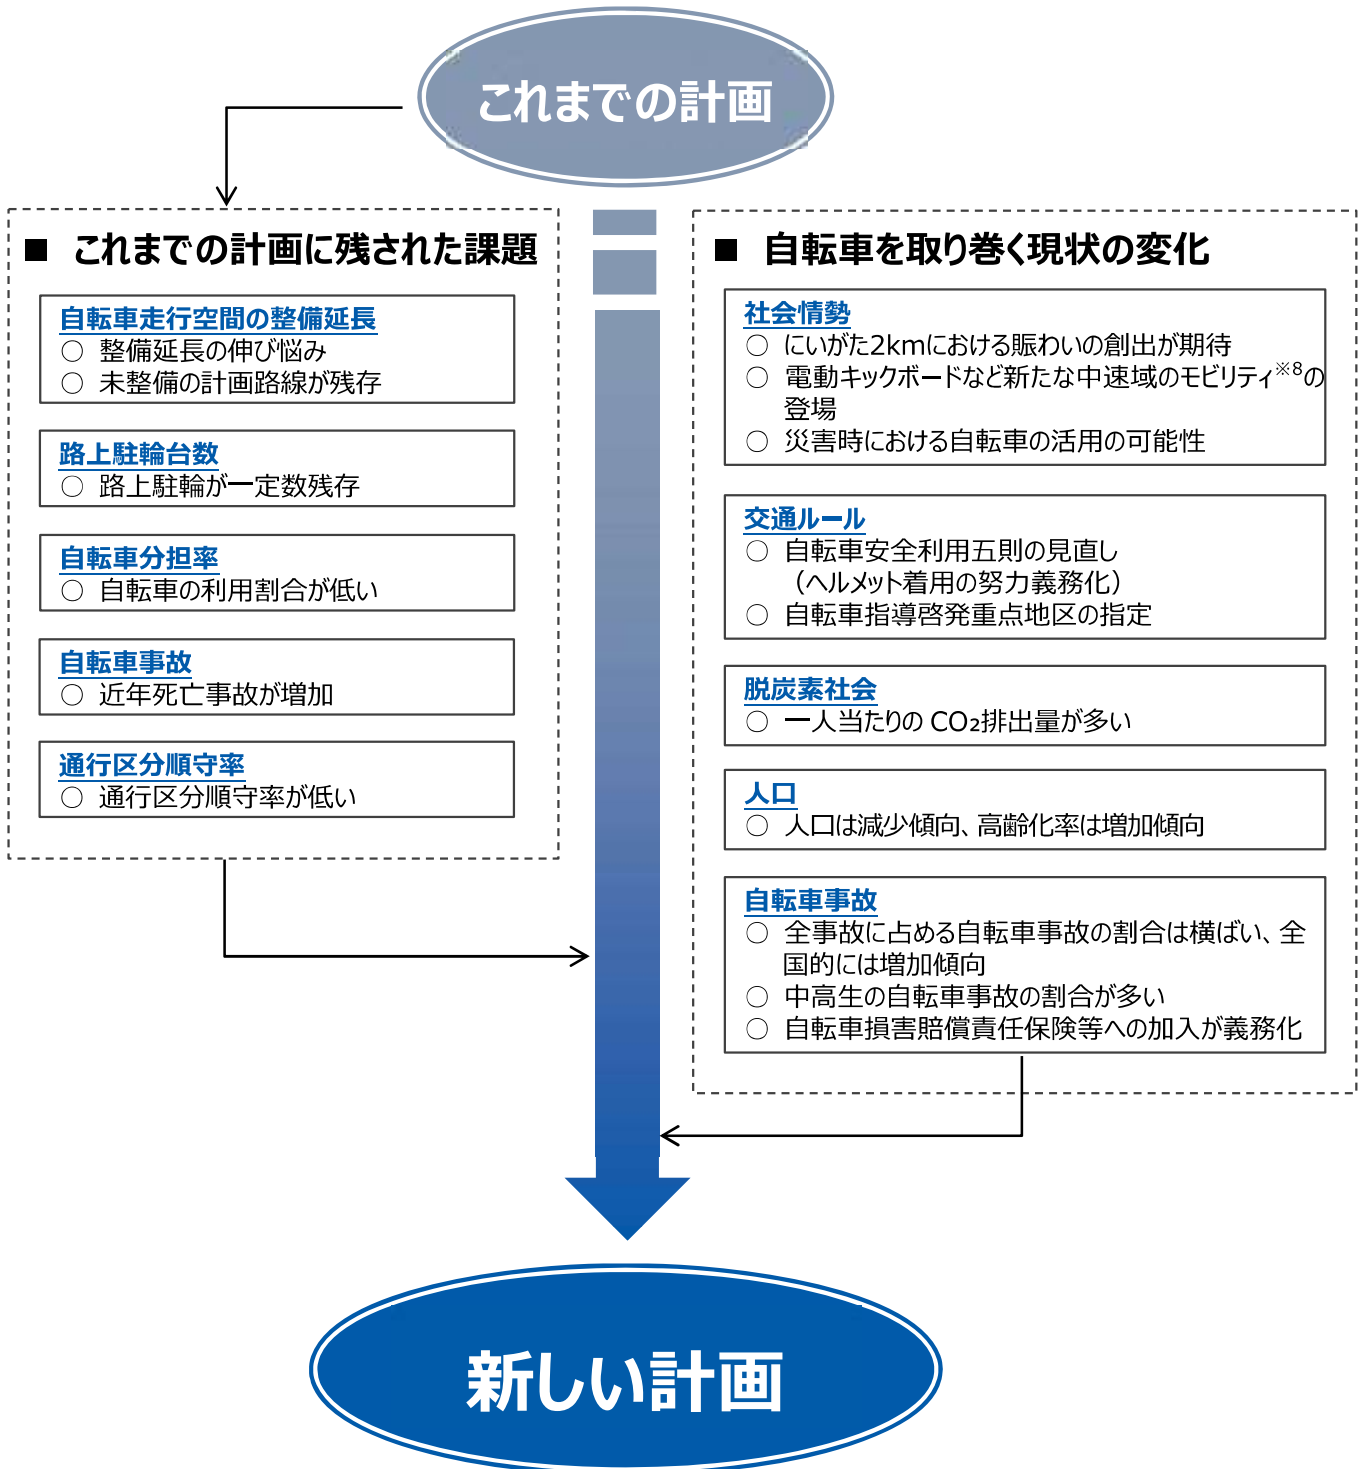 これまでの計画
■ これまでの計画に残された課題
自転車走行空間の整備延長
○ 整備延長の伸び悩み
○ 未整備の計画路線が残存
路上駐輪台数
○ 路上駐輪が一定数残存
自転車分担率
○ 自転車の利用割合が低い
自転車事故
○ 近年死亡事故が増加
通行区分順守率
○ 通行区分順守率が低い
■ 自転車を取り巻く現状の変化
社会情勢
○ にいがた2kmにおける賑わいの創出が期待
○ 電動キックボードなど新たな中速域のモビリティ※8の
登場
○ 災害時における自転車の活用の可能性
交通ルール
○ 自転車安全利用五則の見直し
（ヘルメット着用の努力義務化）
○ 自転車指導啓発重点地区の指定
脱炭素社会
○ 一人当たりの CO₂排出量が多い
人口
○ 人口は減少傾向、高齢化率は増加傾向
自転車事故
○ 全事故に占める自転車事故の割合は横ばい、全
国的には増加傾向
○ 中高生の自転車事故の割合が多い
○ 自転車損害賠償責任保険等への加入が義務化
新しい計画